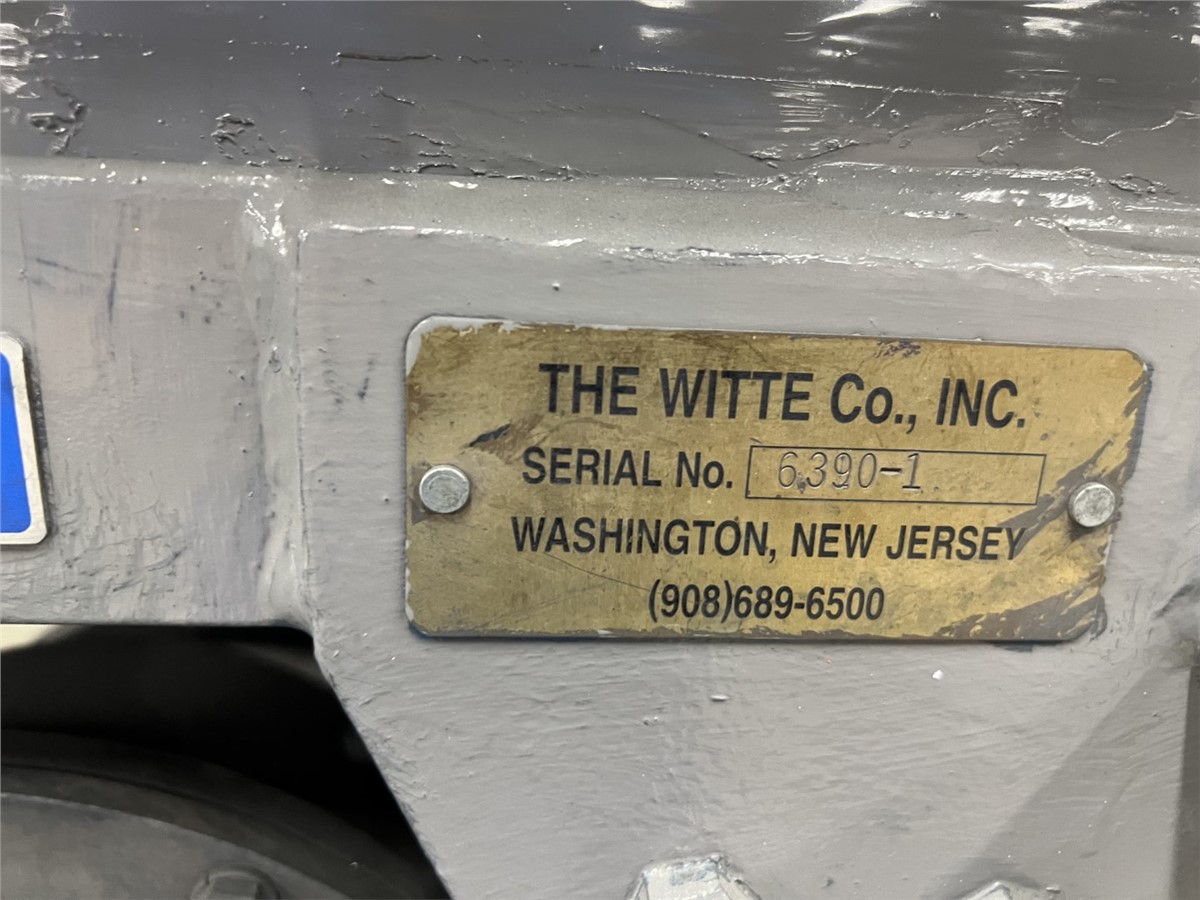 THE WITTE Co., INC.
SERIAL No. 6390-1
WASHINGTON, NEW JERSEY
(908)689-6500